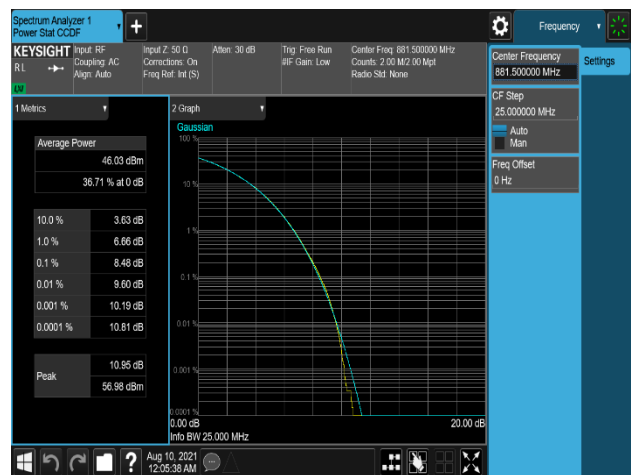 Spectrum Analyzer 1
Power Stat CCDF
Frequency
KEYSIGHT
RL
LXI
Input: RF
Coupling: AC
Align: Auto
Input Z: 50 Ω
Corrections: On
Freq Ref: Int (S)
Atten: 30 dB
Trig: Free Run
#IF Gain: Low
Center Freq: 881.500000 MHz
Counts: 2.00 M/2.00 Mpt
Radio Std: None
Center Frequency
881.500000 MHz
Settings
CF Step
25.000000 MHz
Auto
Man
Freq Offset
0 Hz
1 Metrics
Average Power
46.03 dBm
36.71 % at 0 dB
10.0 % 3.63 dB
1.0 % 6.66 dB
0.1 % 8.48 dB
0.01 % 9.60 dB
0.001 % 10.19 dB
0.0001 % 10.81 dB
Peak
10.95 dB
56.98 dBm
2 Graph
Gaussian
100 %
10 %
1 %
0.1 %
0.01 %
0.001 %
0.0001 %
0.00 dB 20.00 dB
Info BW 25.000 MHz
?
Aug 10, 2021
12:05:38 AM